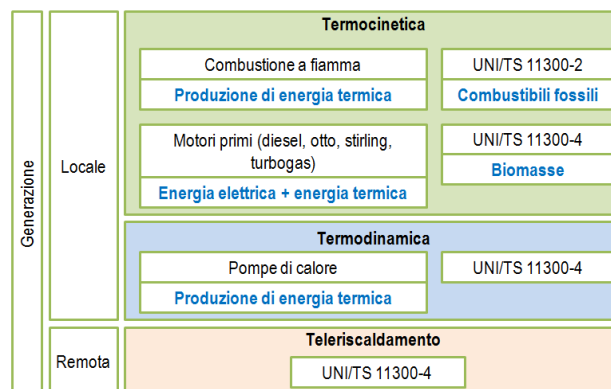 Generazione
Locale
Termocinetica
Combustione a fiamma
Produzione di energia termica
UNI/TS 11300-2
Combustibili fossili
Motori primi (diesel, otto, stirling,
turbogas)
Energia elettrica + energia termica
UNI/TS 11300-4
Biomasse
Termodinamica
Pompe di calore
Produzione di energia termica
UNI/TS 11300-4
Remota
Teleriscaldamento
UNI/TS 11300-4